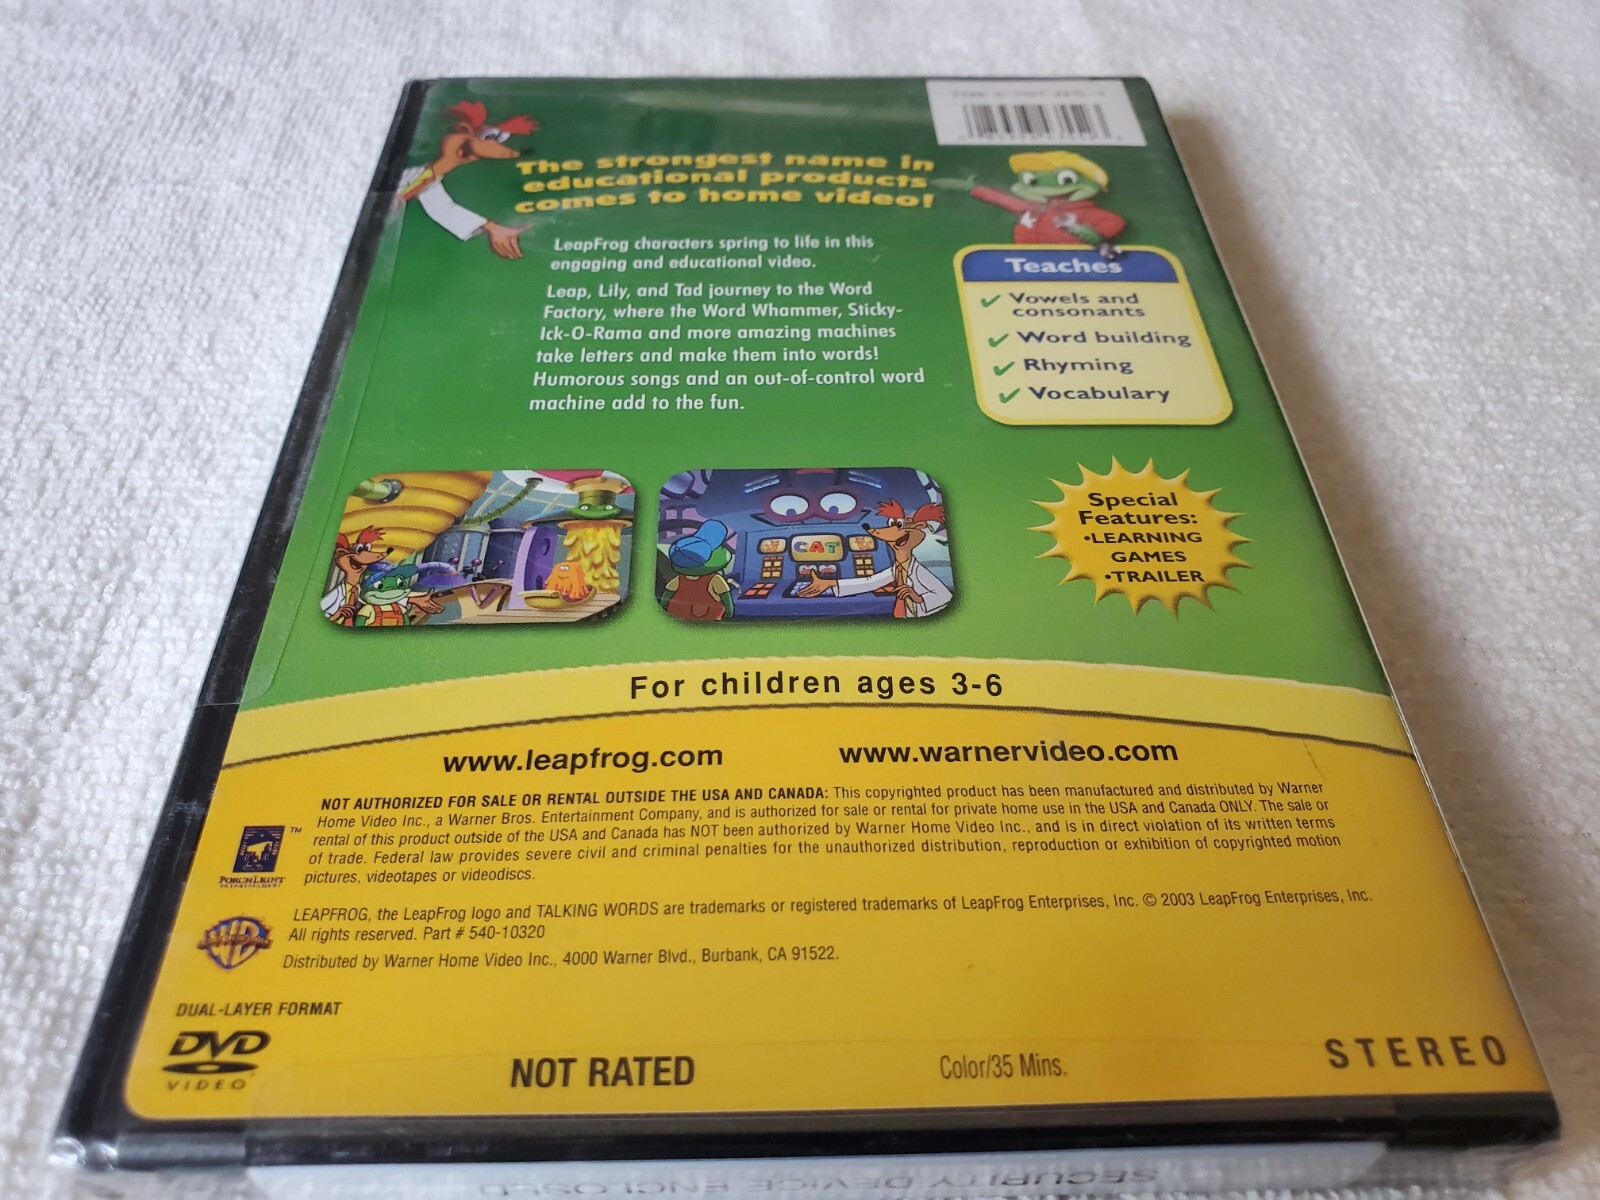 The strongest name in
educational products
comes to home video!
LeapFrog characters spring to life in this
engaging and educational video.
Leap, Lily, and Tad journey to the Word
Factory, where the Word Whammer, Sticky-
Ick-O-Rama and more amazing machines
take letters and make them into words!
Humorous songs and an out-of-control word
machine add to the fun.
Teaches
✓ Vowels and
consonants
✓ Word building
✓ Rhyming
✓ Vocabulary
CAT
Special
Features:
•LEARNING
GAMES
•TRAILER
For children ages 3-6
www.leapfrog.com www.warnervideo.com
NOT AUTHORIZED FOR SALE OR RENTAL OUTSIDE THE USA AND CANADA: This copyrighted product has been manufactured and distributed by Warner
Home Video Inc., a Warner Bros. Entertainment Company, and is authorized for sale or rental for private home use in the USA and Canada ONLY. The sale or
rental of this product outside of the USA and Canada has NOT been authorized by Warner Home Video Inc., and is in direct violation of its written terms
of trade. Federal law provides severe civil and criminal penalties for the unauthorized distribution, reproduction or exhibition of copyrighted motion
pictures, videotapes or videodiscs.
TM
PORCHLIGHT
ENTERTAINMENT
LEAPFROG, the LeapFrog logo and TALKING WORDS are trademarks or registered trademarks of LeapFrog Enterprises, Inc. © 2003 LeapFrog Enterprises, Inc.
All rights reserved. Part # 540-10320
Distributed by Warner Home Video Inc., 4000 Warner Blvd., Burbank, CA 91522.
WB
DUAL-LAYER FORMAT
DVD
VIDEO
NOT RATED
Color/35 Mins.
STEREO
SECURITY DEVICE ENCLOSED